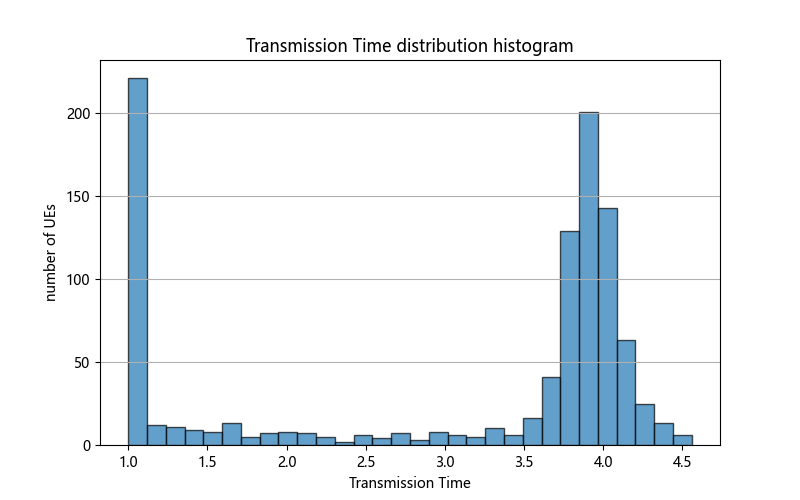 Transmission Time distribution histogram
number of UEs
200
150
100
50
0
1.0 1.5 2.0 2.5 3.0 3.5 4.0 4.5
Transmission Time